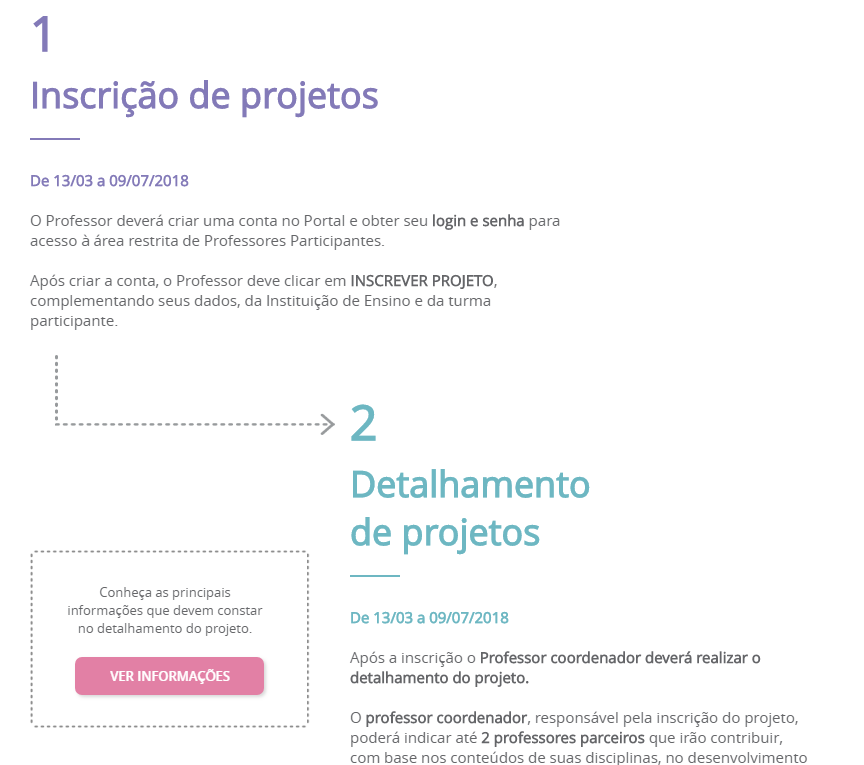 1
Inscrição de projetos
De 13/03 a 09/07/2018
O Professor deverá criar uma conta no Portal e obter seu login e senha para
acesso à área restrita de Professores Participantes.
Após criar a conta, o Professor deve clicar em INSCREVER PROJETO,
complementando seus dados, da Instituição de Ensino e da turma
participante.
2
Detalhamento
de projetos
Conheça as principais
informações que devem constar
no detalhamento do projeto.
VER INFORMAÇÕES
De 13/03 a 09/07/2018
Após a inscrição o Professor coordenador deverá realizar o
detalhamento do projeto.
O professor coordenador, responsável pela inscrição do projeto,
poderá indicar até 2 professores parceiros que irão contribuir,
com base nos conteúdos de suas disciplinas, no desenvolvimento